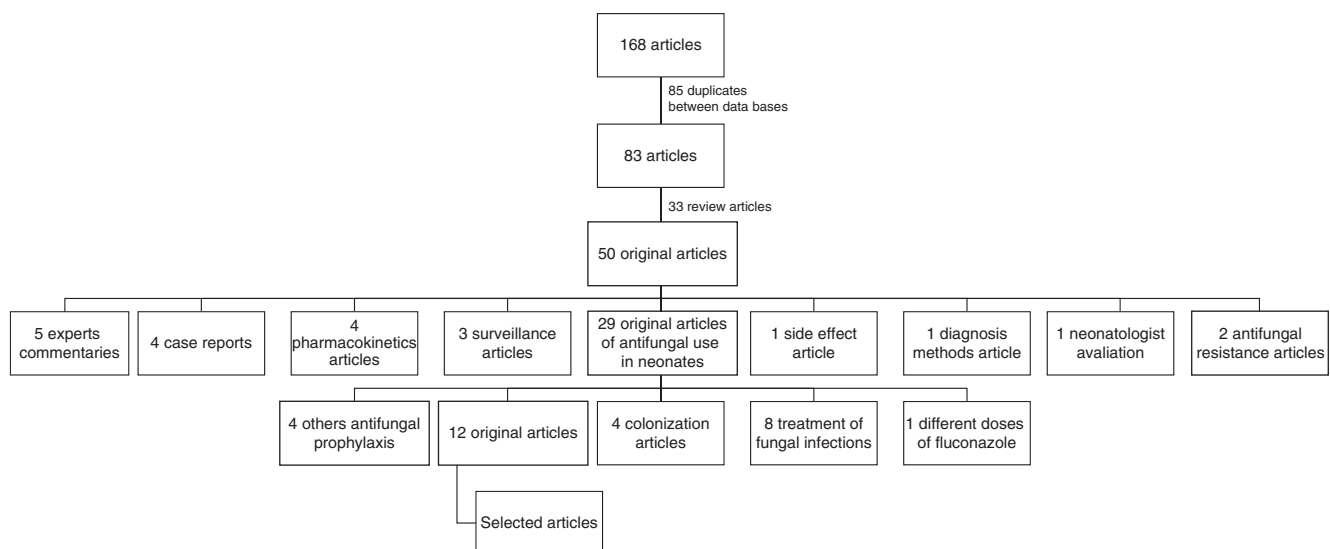 168 articles
85 duplicates
between data bases
83 articles
33 review articles
50 original articles
5 experts
commentaries
4 case reports
4
pharmacokinetics
articles
3 surveillance
articles
29 original articles
of antifungal use
in neonates
1 side effect
article
1 diagnosis
methods article
1 neonatologist
avaliation
2 antifungal
resistance articles
4 others antifungal
prophylaxis
12 original articles
4 colonization
articles
8 treatment of
fungal infections
1 different doses
of fluconazole
Selected articles